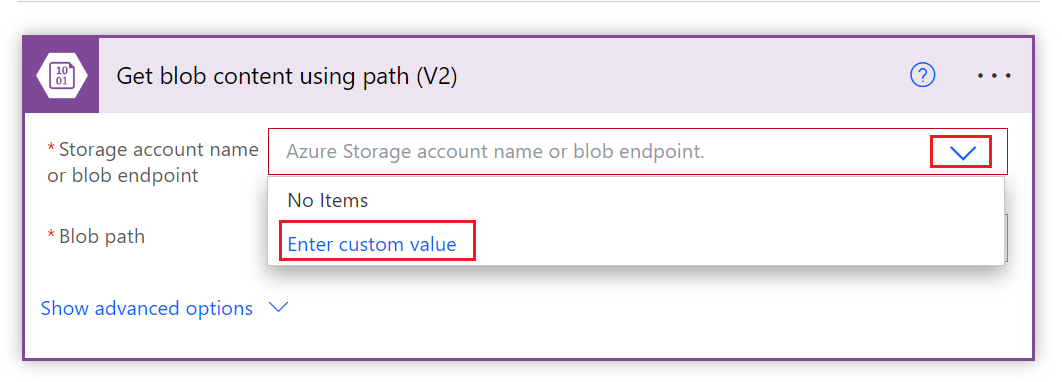 10
01
Get blob content using path (V2)
?
* Storage account name
or blob endpoint
Azure Storage account name or blob endpoint.
No Items
Enter custom value
* Blob path
Show advanced options